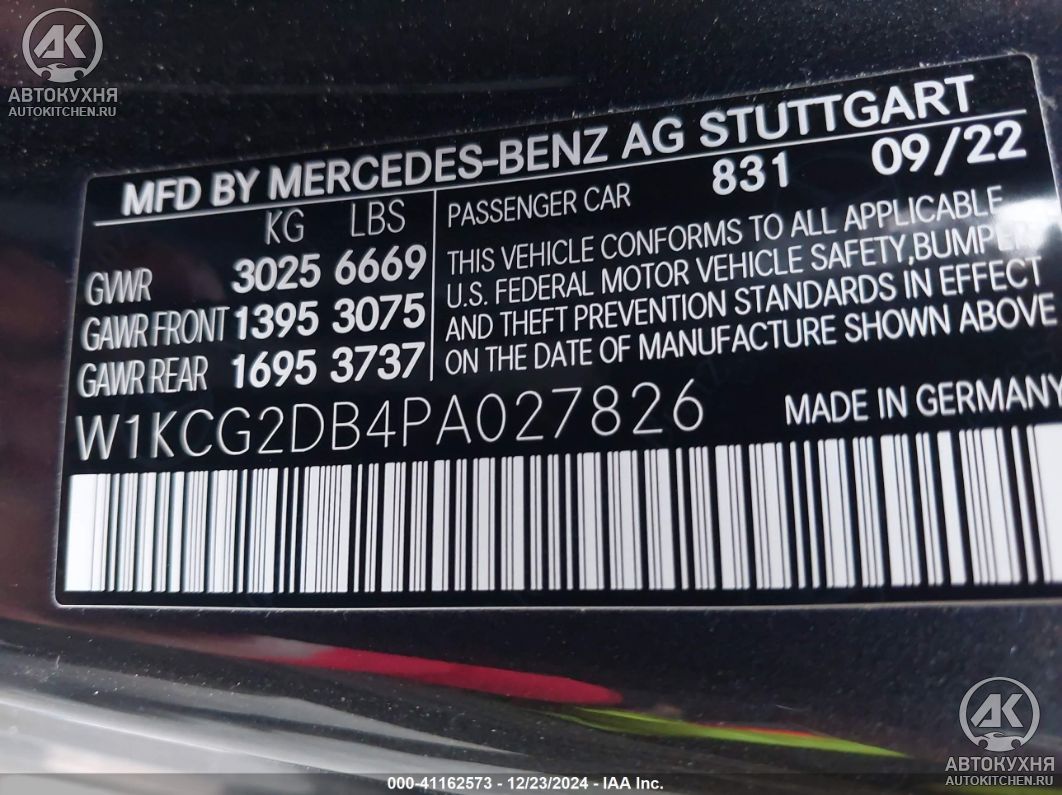 АК
АВТОКУХНЯ
AUTOKITCHEN.RU
MFD BY MERCEDES-BENZ AG STUTTGART
KG LBS
GVWR 3025 6669
GAWR FRONT 1395 3075
GAWR REAR 1695 3737
PASSENGER CAR 831 09/22
THIS VEHICLE CONFORMS TO ALL APPLICABLE
U.S. FEDERAL MOTOR VEHICLE SAFETY, BUMPER
AND THEFT PREVENTION STANDARDS IN EFFECT
ON THE DATE OF MANUFACTURE SHOWN ABOVE
W1KCG2DB4PA027826
MADE IN GERMANY
АК
АВТОКУХНЯ
AUTOKITCHEN.RU
000-41162573 - 12/23/2024 - IAA Inc.